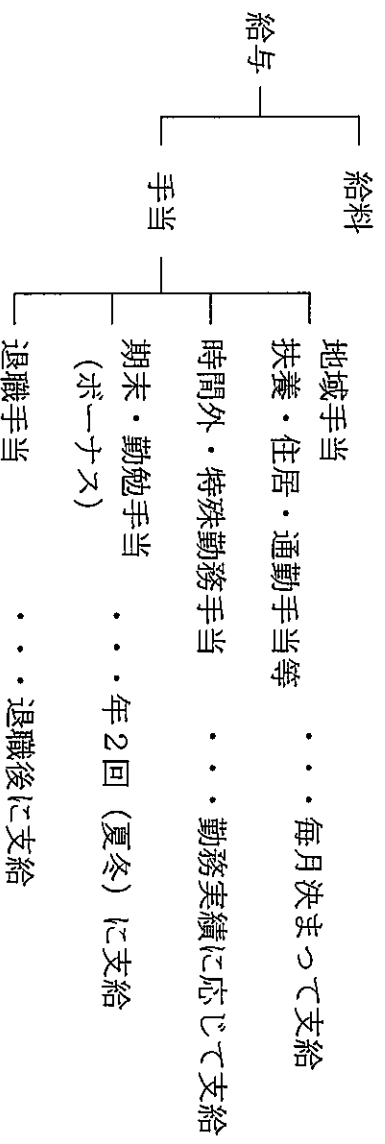 給与
給料
手当
地域手当
扶養・住居・通勤手当等 ・・・毎月決まって支給
時間外・特殊勤務手当 ・・・勤務実績に応じて支給
期末・勤勉手当 ・・・年2回（夏冬）に支給
（ボーナス）
退職手当 ・・・退職後に支給